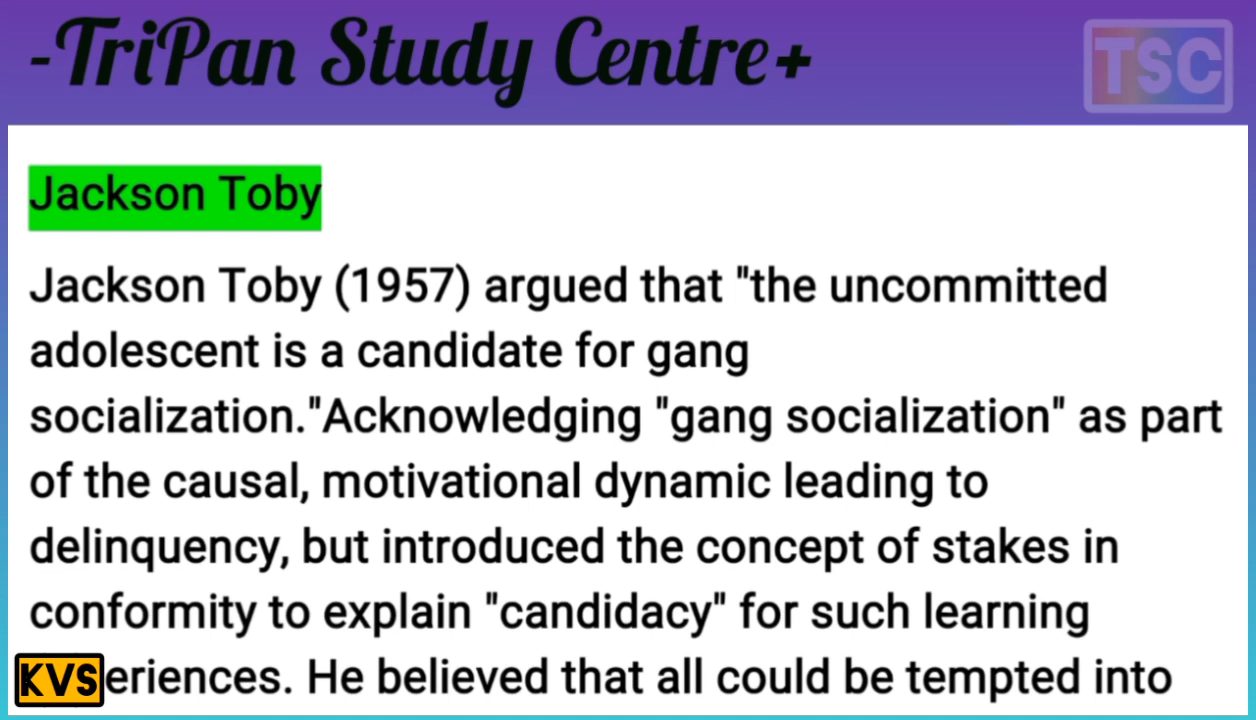 -TriPan Study Centre+
TSC
Jackson Toby
Jackson Toby (1957) argued that "the uncommitted
adolescent is a candidate for gang
socialization."Acknowledging "gang socialization" as part
of the causal, motivational dynamic leading to
delinquency, but introduced the concept of stakes in
conformity to explain "candidacy" for such learning
KVS eriences. He believed that all could be tempted into